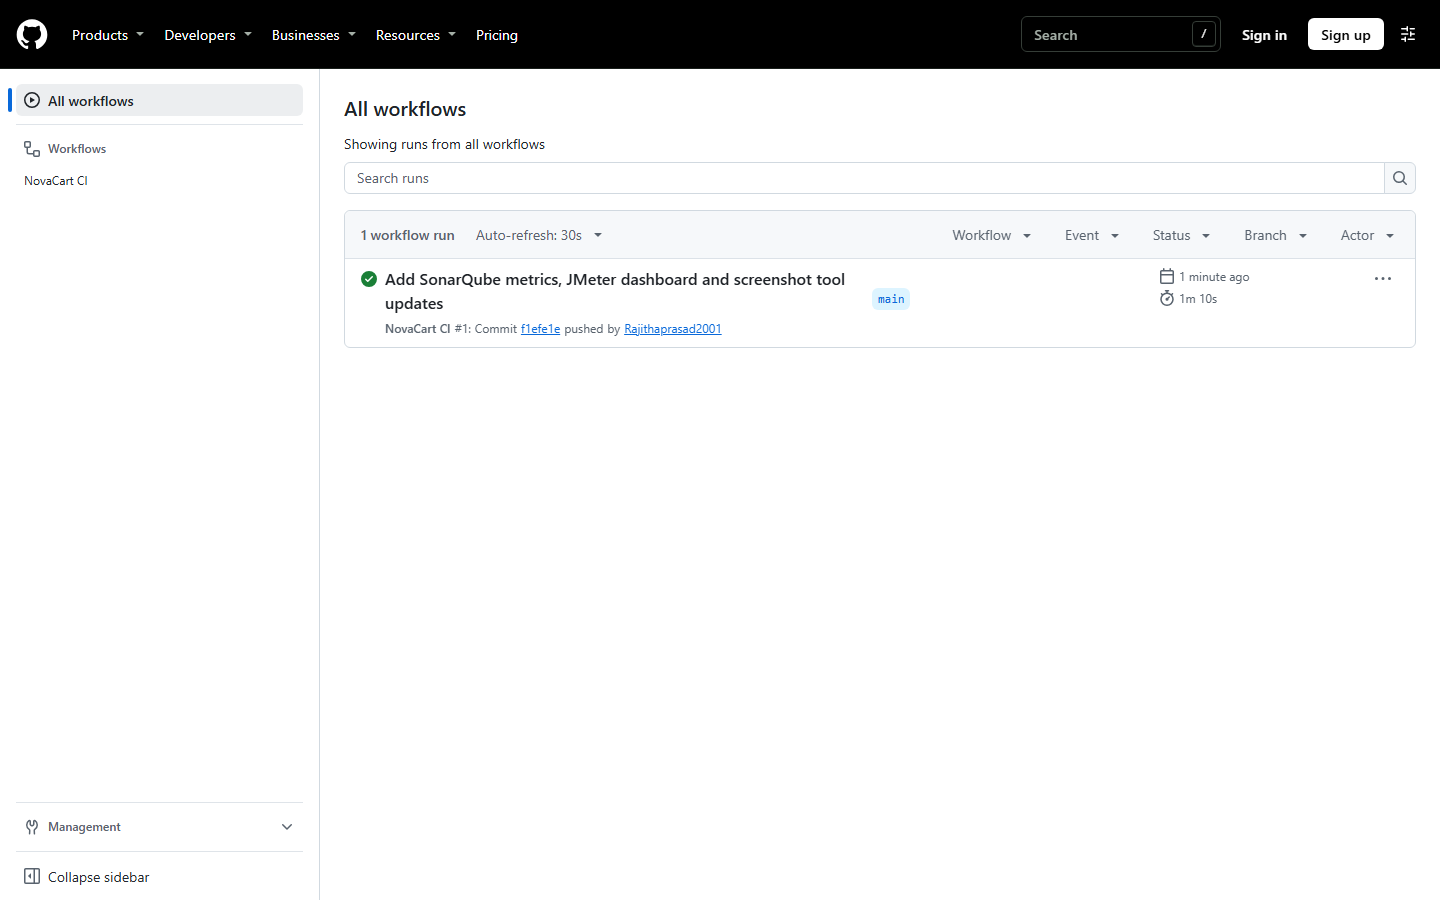 Products Developers Businesses Resources Pricing Search / Sign in Sign up
All workflows
Workflows
NovaCart CI
Management
Collapse sidebar
All workflows
Showing runs from all workflows
Search runs
1 workflow run Auto-refresh: 30s Workflow Event Status Branch Actor
Add SonarQube metrics, JMeter dashboard and screenshot tool
updates
NovaCart CI #1: Commit f1efe1e pushed by Rajithaprasad2001
main
1 minute ago
1m 10s